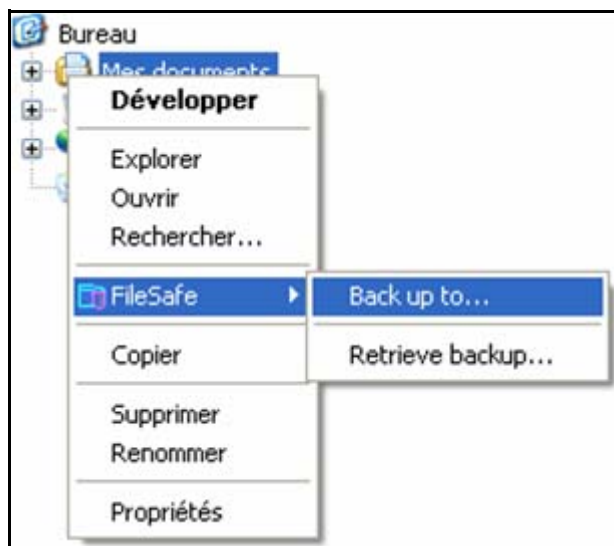 Bureau
Mes documents
Développer
Explorer
Ouvrir
Rechercher...
FileSafe
Back up to...
Retrieve backup...
Copier
Supprimer
Renommer
Propriétés